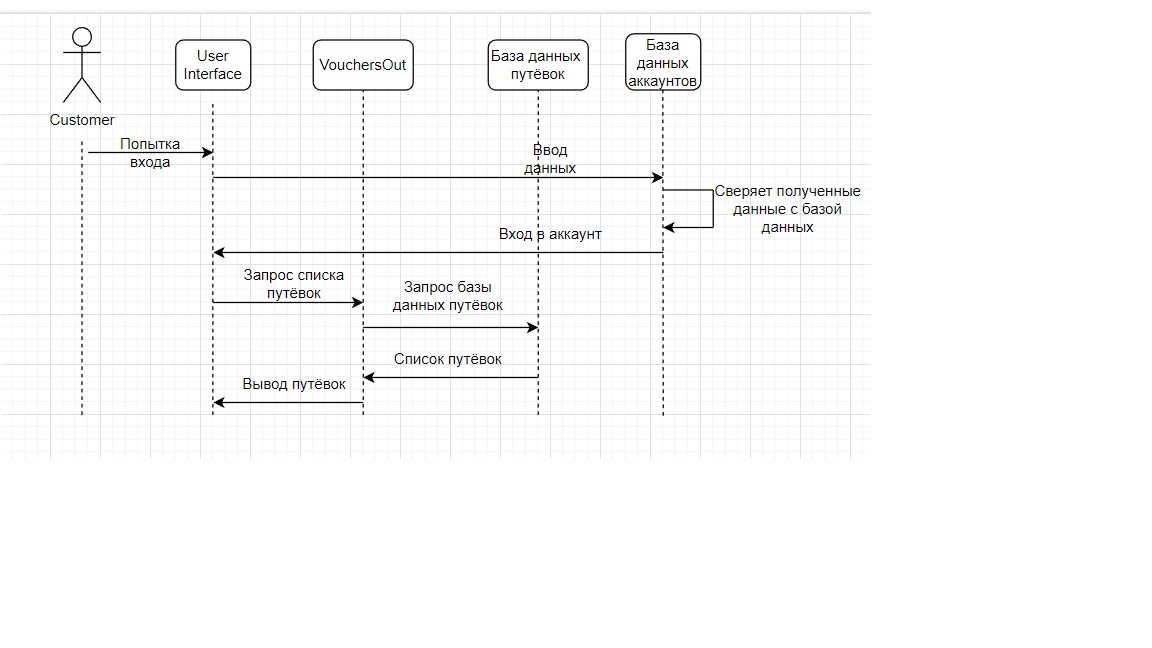 User
Interface
VouchersOut
База данных
путёвок
База
данных
аккаунтов
Customer
Попытка
входа
Ввод
данных
Сверяет полученные
данные с базой
данных
Вход в аккаунт
Запрос списка
путёвок
Запрос базы
данных путёвок
Список путёвок
Вывод путёвок